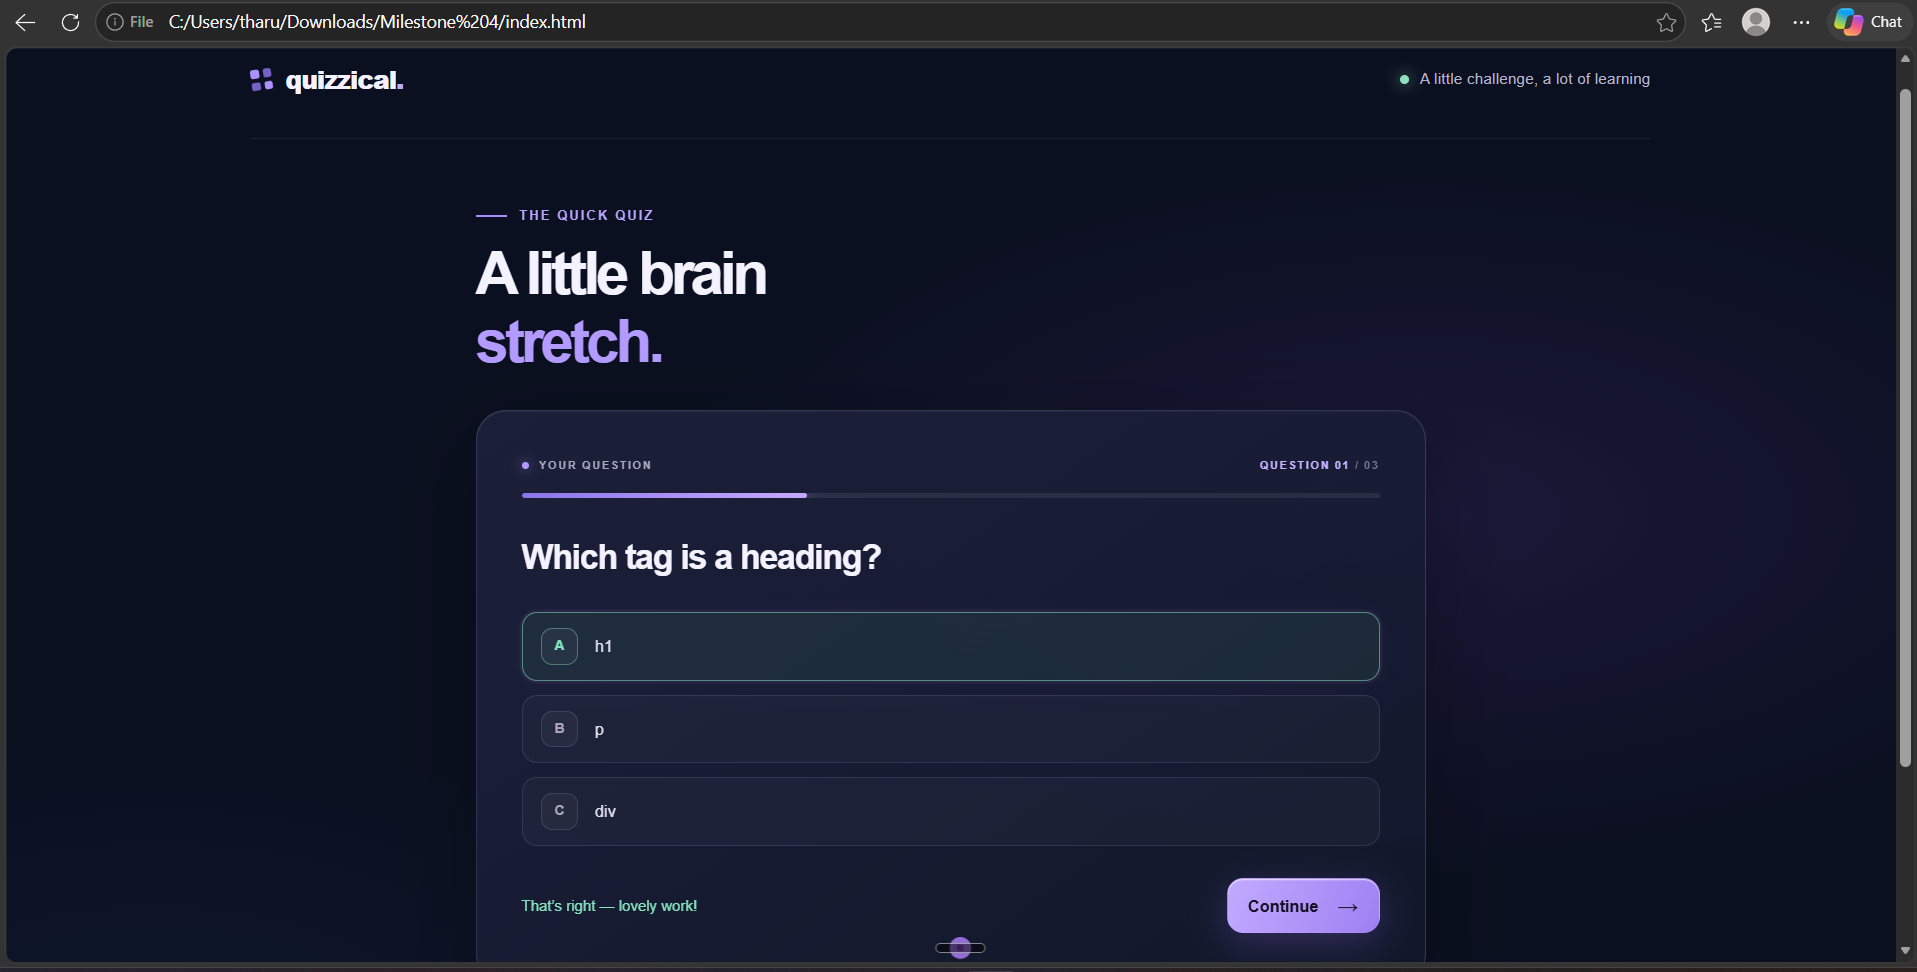 File C:/Users/tharu/Downloads/Milestone%204/index.html
Chat
quizzical.
A little challenge, a lot of learning
THE QUICK QUIZ
A little brain
stretch.
YOUR QUESTION
QUESTION 01 / 03
Which tag is a heading?
A h1
B p
C div
That's right — lovely work!
Continue →